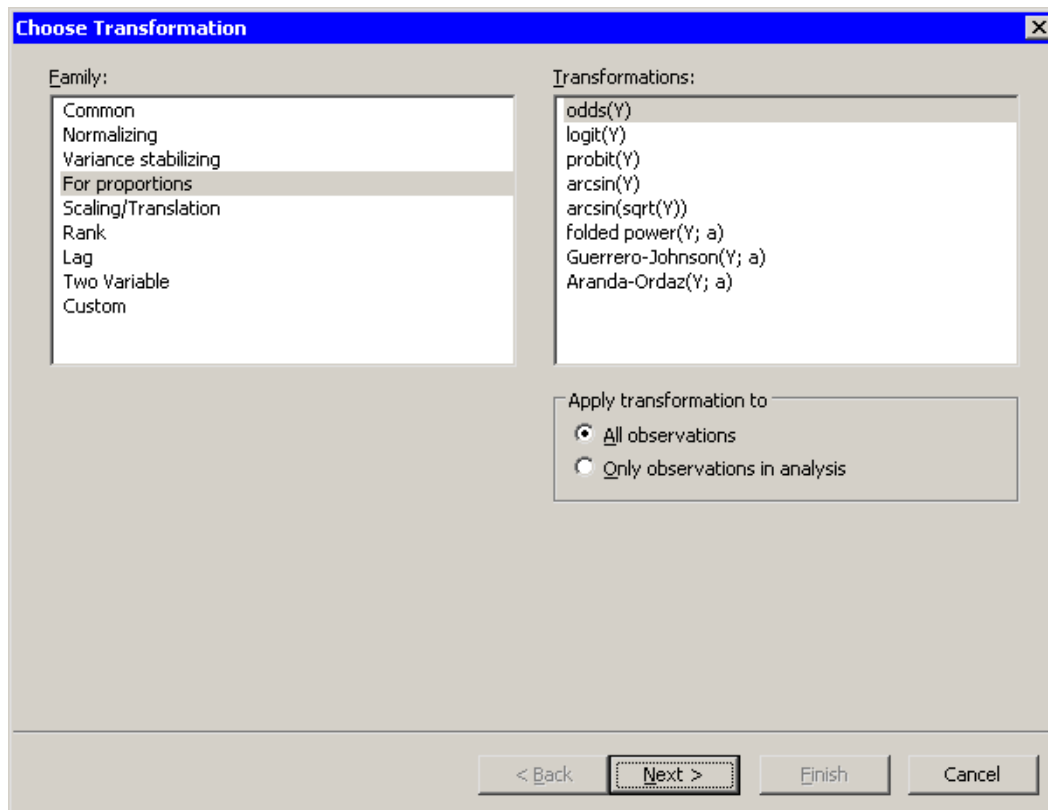 Choose Transformation
Family:
Common
Normalizing
Variance stabilizing
For proportions
Scaling/Translation
Rank
Lag
Two Variable
Custom
Transformations:
odds(Y)
logit(Y)
probit(Y)
arcsin(Y)
arcsin(sqrt(Y))
folded power(Y; a)
Guerrero-Johnson(Y; a)
Aranda-Ordaz(Y; a)
Apply transformation to
All observations
Only observations in analysis
< Back
Next >
Finish
Cancel